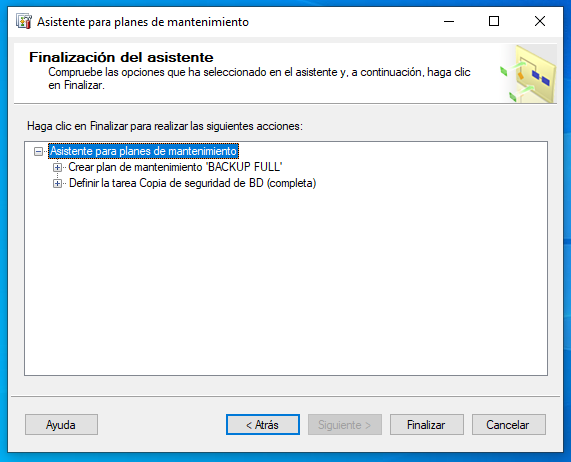 Asistente para planes de mantenimiento
Finalización del asistente
Compruebe las opciones que ha seleccionado en el asistente y, a continuación, haga clic
en Finalizar.
Haga clic en Finalizar para realizar las siguientes acciones:
Asistente para planes de mantenimiento
Crear plan de mantenimiento 'BACKUP FULL'
Definir la tarea Copia de seguridad de BD (completa)
Ayuda
< Atrás
Siguiente >
Finalizar
Cancelar